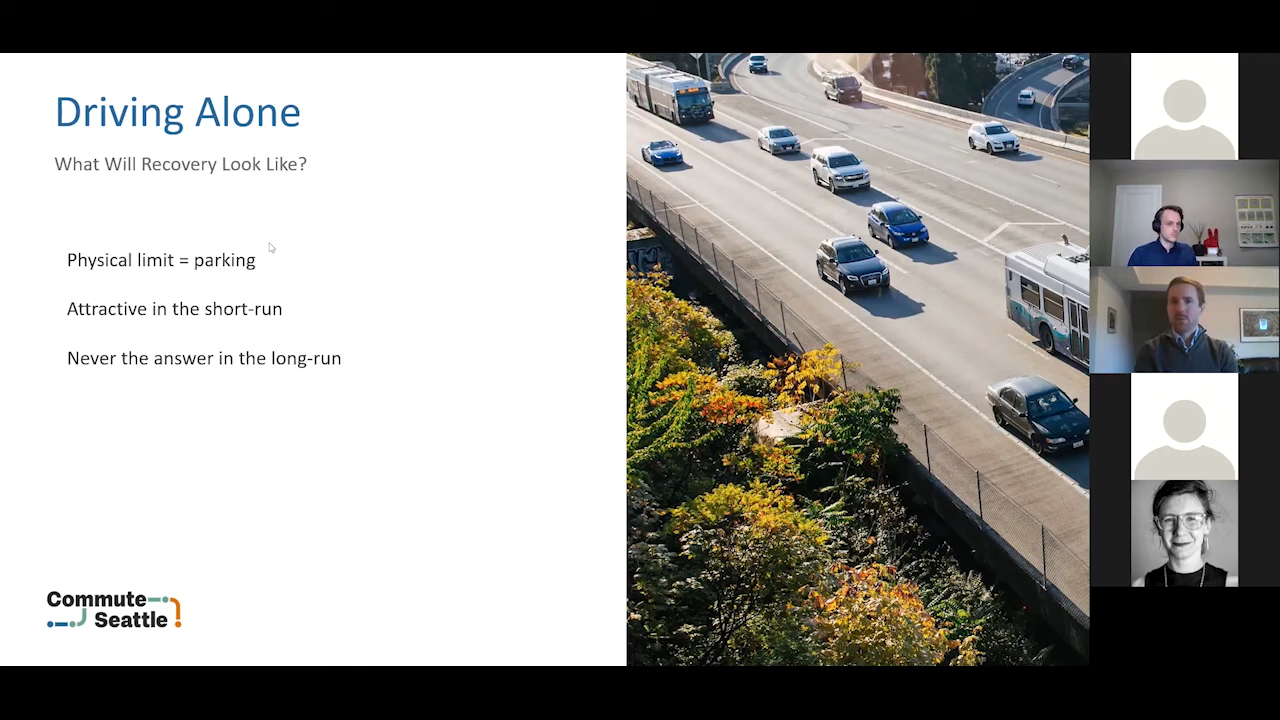 Driving Alone
What Will Recovery Look Like?
Physical limit = parking
Attractive in the short-run
Never the answer in the long-run
Commute
Seattle